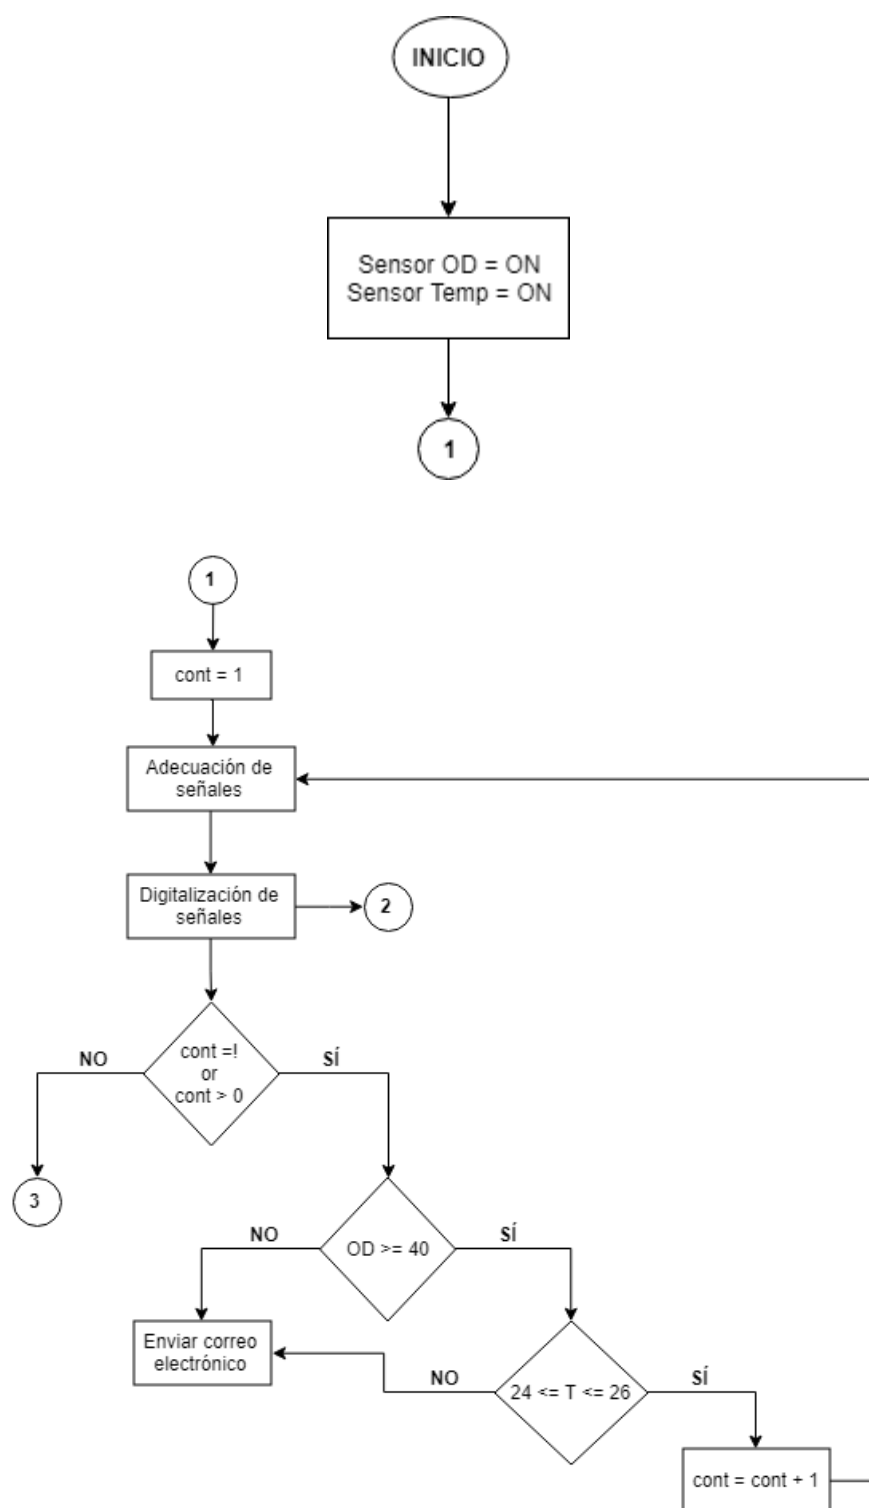 INICIO
Sensor OD = ON
Sensor Temp = ON
1
1
cont = 1
Adecuación de
señales
Digitalización de
señales
2
cont =!
or
cont > 0
NO
SÍ
3
OD >= 40
NO
SÍ
Enviar correo
electrónico
24 <= T <= 26
NO
SÍ
cont = cont + 1